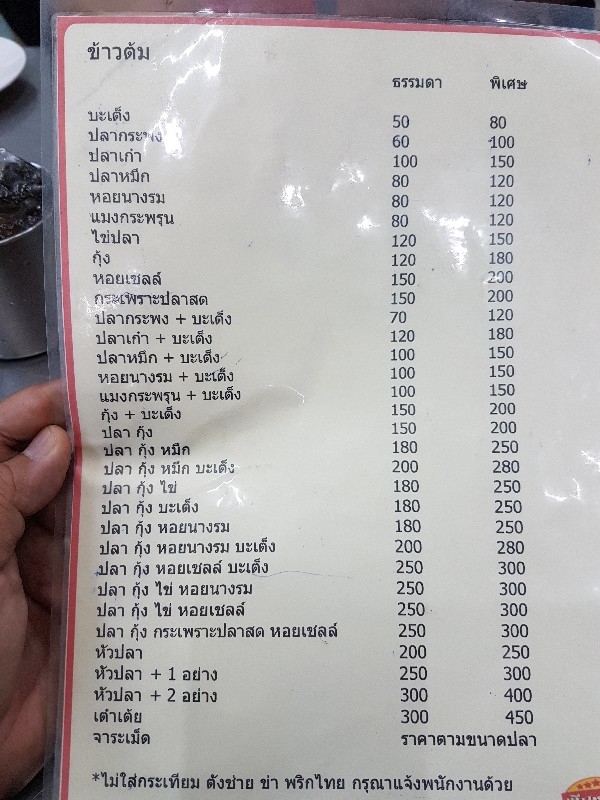 ข้าวต้ม
ธรรมดา พิเศษ
บะเต็ง 50 80
ปลากระพง 60 100
ปลาเก๋า 100 150
ปลาหมึก 80 120
หอยนางรม 80 120
แมงกระพรุน 80 120
ไข่ปลา 120 150
กุ้ง 120 180
หอยเชลล์ 150 200
กระเพราะปลาสด 150 200
ปลากระพง + บะเต็ง 70 120
ปลาเก๋า + บะเต็ง 120 180
ปลาหมึก + บะเต็ง 100 150
หอยนางรม + บะเต็ง 100 150
แมงกระพรุน + บะเต็ง 100 150
กุ้ง + บะเต็ง 150 200
ปลา กุ้ง 150 200
ปลา กุ้ง หมึก 180 250
ปลา กุ้ง หมึก บะเต็ง 200 280
ปลา กุ้ง ไข่ 180 250
ปลา กุ้ง บะเต็ง 180 250
ปลา กุ้ง หอยนางรม 180 250
ปลา กุ้ง หอยนางรม บะเต็ง 200 280
ปลา กุ้ง หอยเชลล์ บะเต็ง 250 300
ปลา กุ้ง ไข่ หอยนางรม 250 300
ปลา กุ้ง ไข่ หอยเชลล์ 250 300
ปลา กุ้ง กระเพราะปลาสด หอยเชลล์ 250 300
หัวปลา 200 250
หัวปลา + 1 อย่าง 250 300
หัวปลา + 2 อย่าง 300 400
เต๋าเต้ย 300 450
จาระเม็ด ราคาตามขนาดปลา
*ไม่ใส่กระเทียม ตังช่าย ข่า พริกไทย กรุณาแจ้งพนักงานด้วย